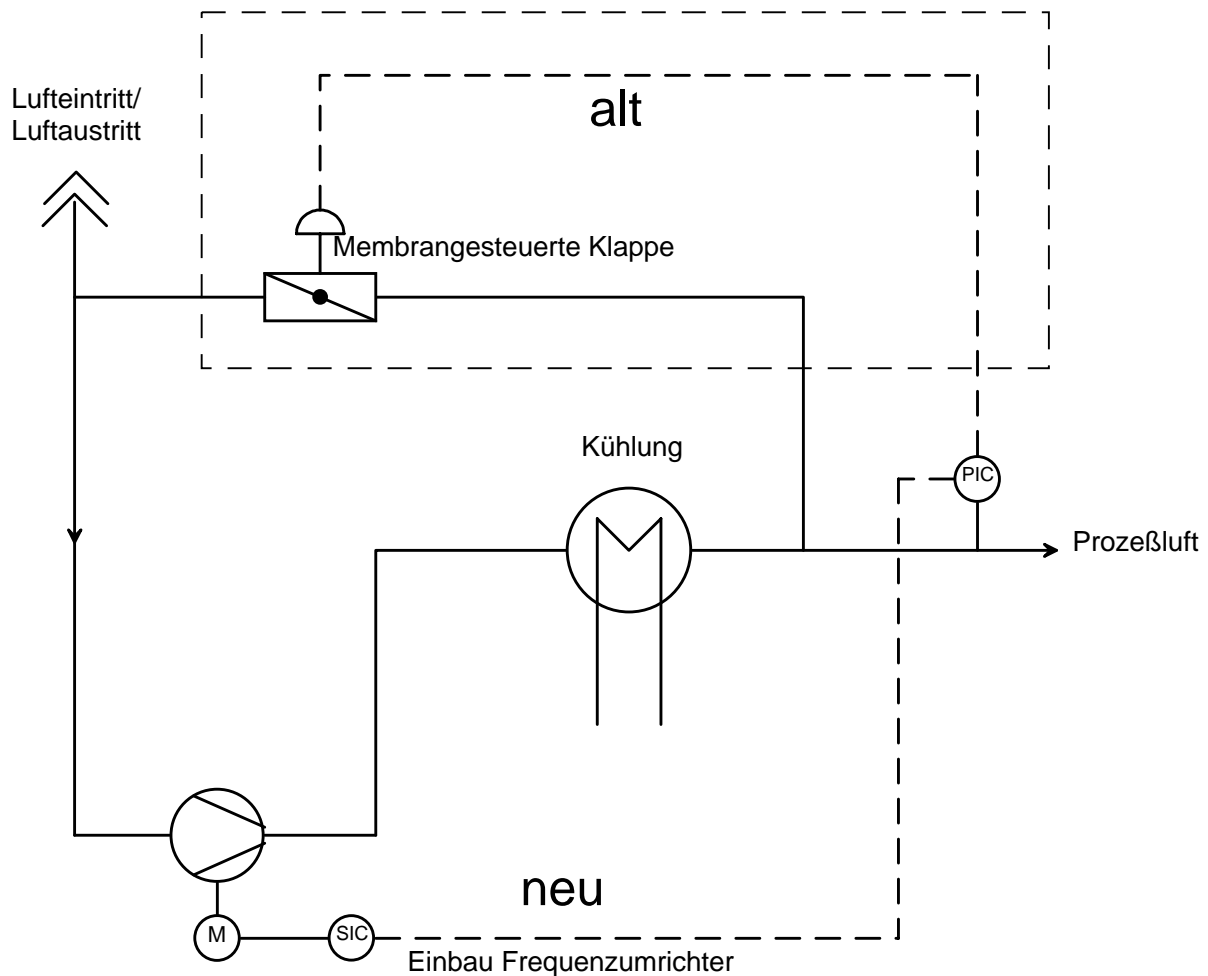 alt
Lufteintritt/
Luftaustritt
Membrangesteuerte Klappe
Kühlung
PIC
Prozeßluft
neu
M
SIC
Einbau Frequenzumrichter